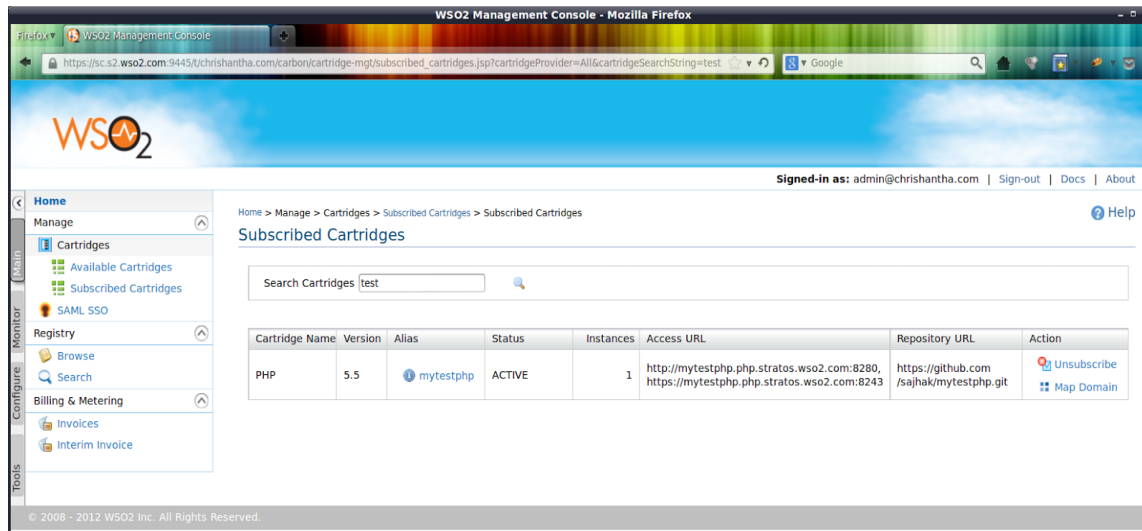 WSO2 Management Console - Mozilla Firefox
Firefox
WSO2 Management Console
https://sc.s2.wso2.com:9445/t/chrishantha.com/carbon/cartridge-mgt/subscribed_cartridges.jsp?cartridgeProvider=All&cartridgeSearchString=test
Google
WSO2
Signed-in as: admin@chrishantha.com | Sign-out | Docs | About
Main
Monitor
Configure
Tools
Home
Manage
Cartridges
Available Cartridges
Subscribed Cartridges
SAML SSO
Registry
Browse
Search
Billing & Metering
Invoices
Interim Invoice
Home > Manage > Cartridges > Subscribed Cartridges > Subscribed Cartridges
Help
Subscribed Cartridges
Search Cartridges test
Cartridge Name Version Alias Status Instances Access URL Repository URL Action
PHP 5.5 mytestphp ACTIVE 1
http://mytestphp.php.stratos.wso2.com:8280,
https://mytestphp.php.stratos.wso2.com:8243
https://github.com
/sajhak/mytestphp.git
Unsubscribe
Map Domain
© 2008 - 2012 WSO2 Inc. All Rights Reserved.